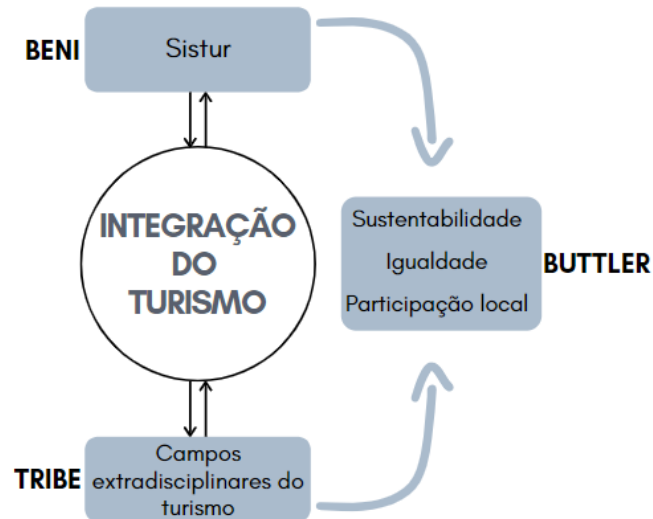 BENI
Sistur
INTEGRAÇÃO
DO
TURISMO
Sustentabilidade
Igualdade
Participação local
BUTTLER
TRIBE
Campos
extradisciplinares do
turismo